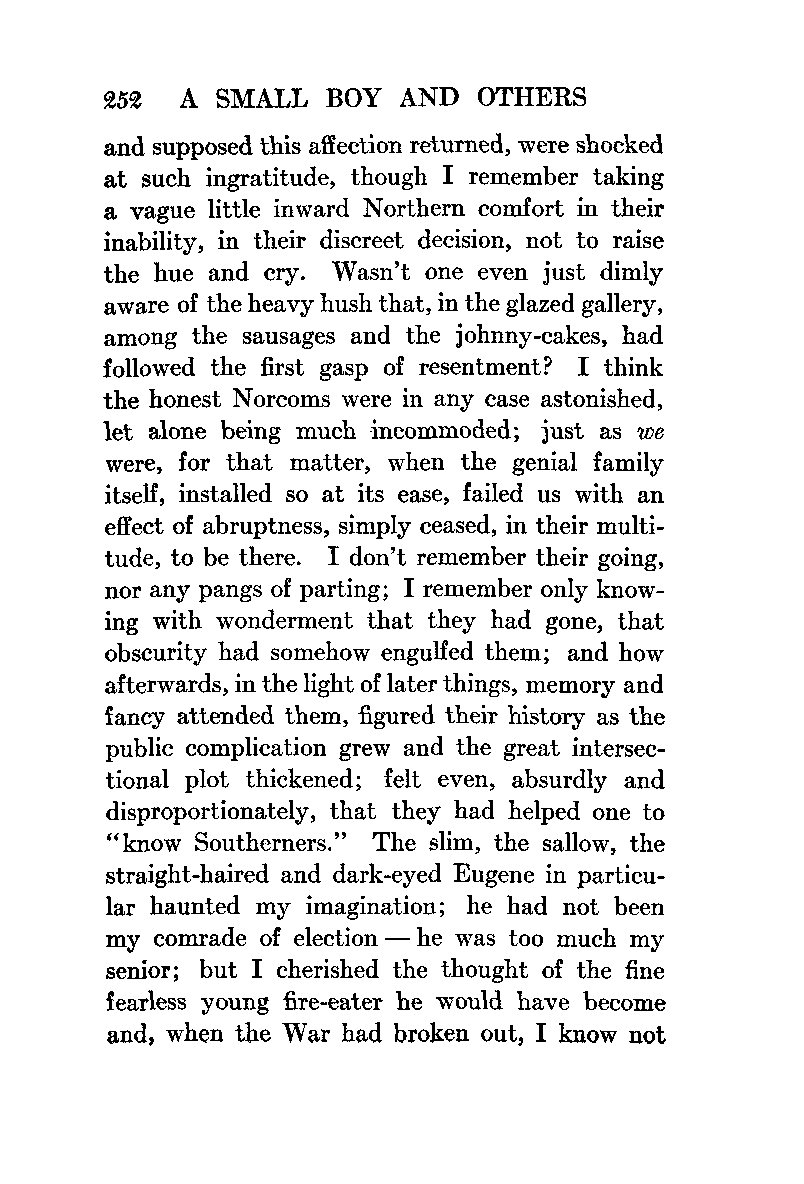 252 A SMALL BOY AND OTHERS
and supposed this affection returned, were shocked
at such ingratitude, though I remember taking
a vague little inward Northern comfort in their
inability, in their discreet decision, not to raise
the hue and cry. Wasn't one even just dimly
aware of the heavy hush that, in the glazed gallery,
among the sausages and the johnny-cakes, had
followed the first gasp of resentment? I think
the honest Norcoms were in any case astonished,
let alone being much incommoded; just as we
were, for that matter, when the genial family
itself, installed so at its ease, failed us with an
effect of abruptness, simply ceased, in their multi-
tude, to be there. I don't remember their going,
nor any pangs of parting; I remember only know-
ing with wonderment that they had gone, that
obscurity had somehow engulfed them; and how
afterwards, in the light of later things, memory and
fancy attended them, figured their history as the
public complication grew and the great intersec-
tional plot thickened; felt even, absurdly and
disproportionately, that they had helped one to
“know Southerners.” The slim, the sallow, the
straight-haired and dark-eyed Eugene in particu-
lar haunted my imagination; he had not been
my comrade of election — he was too much my
senior; but I cherished the thought of the fine
fearless young fire-eater he would have become
and, when the War had broken out, I know not